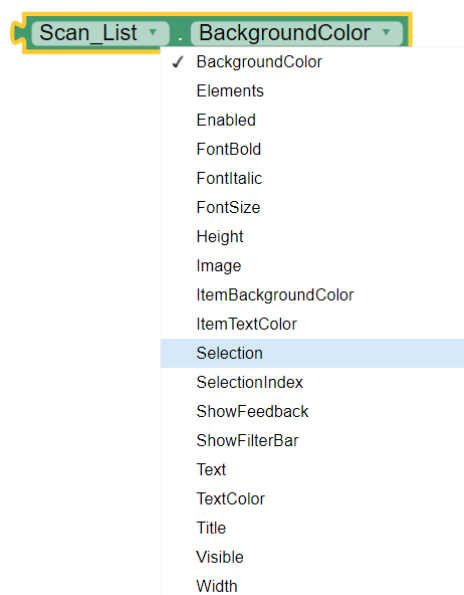 Scan_List . BackgroundColor
BackgroundColor
Elements
Enabled
FontBold
FontItalic
FontSize
Height
Image
ItemBackgroundColor
ItemTextColor
Selection
SelectionIndex
ShowFeedback
ShowFilterBar
Text
TextColor
Title
Visible
Width